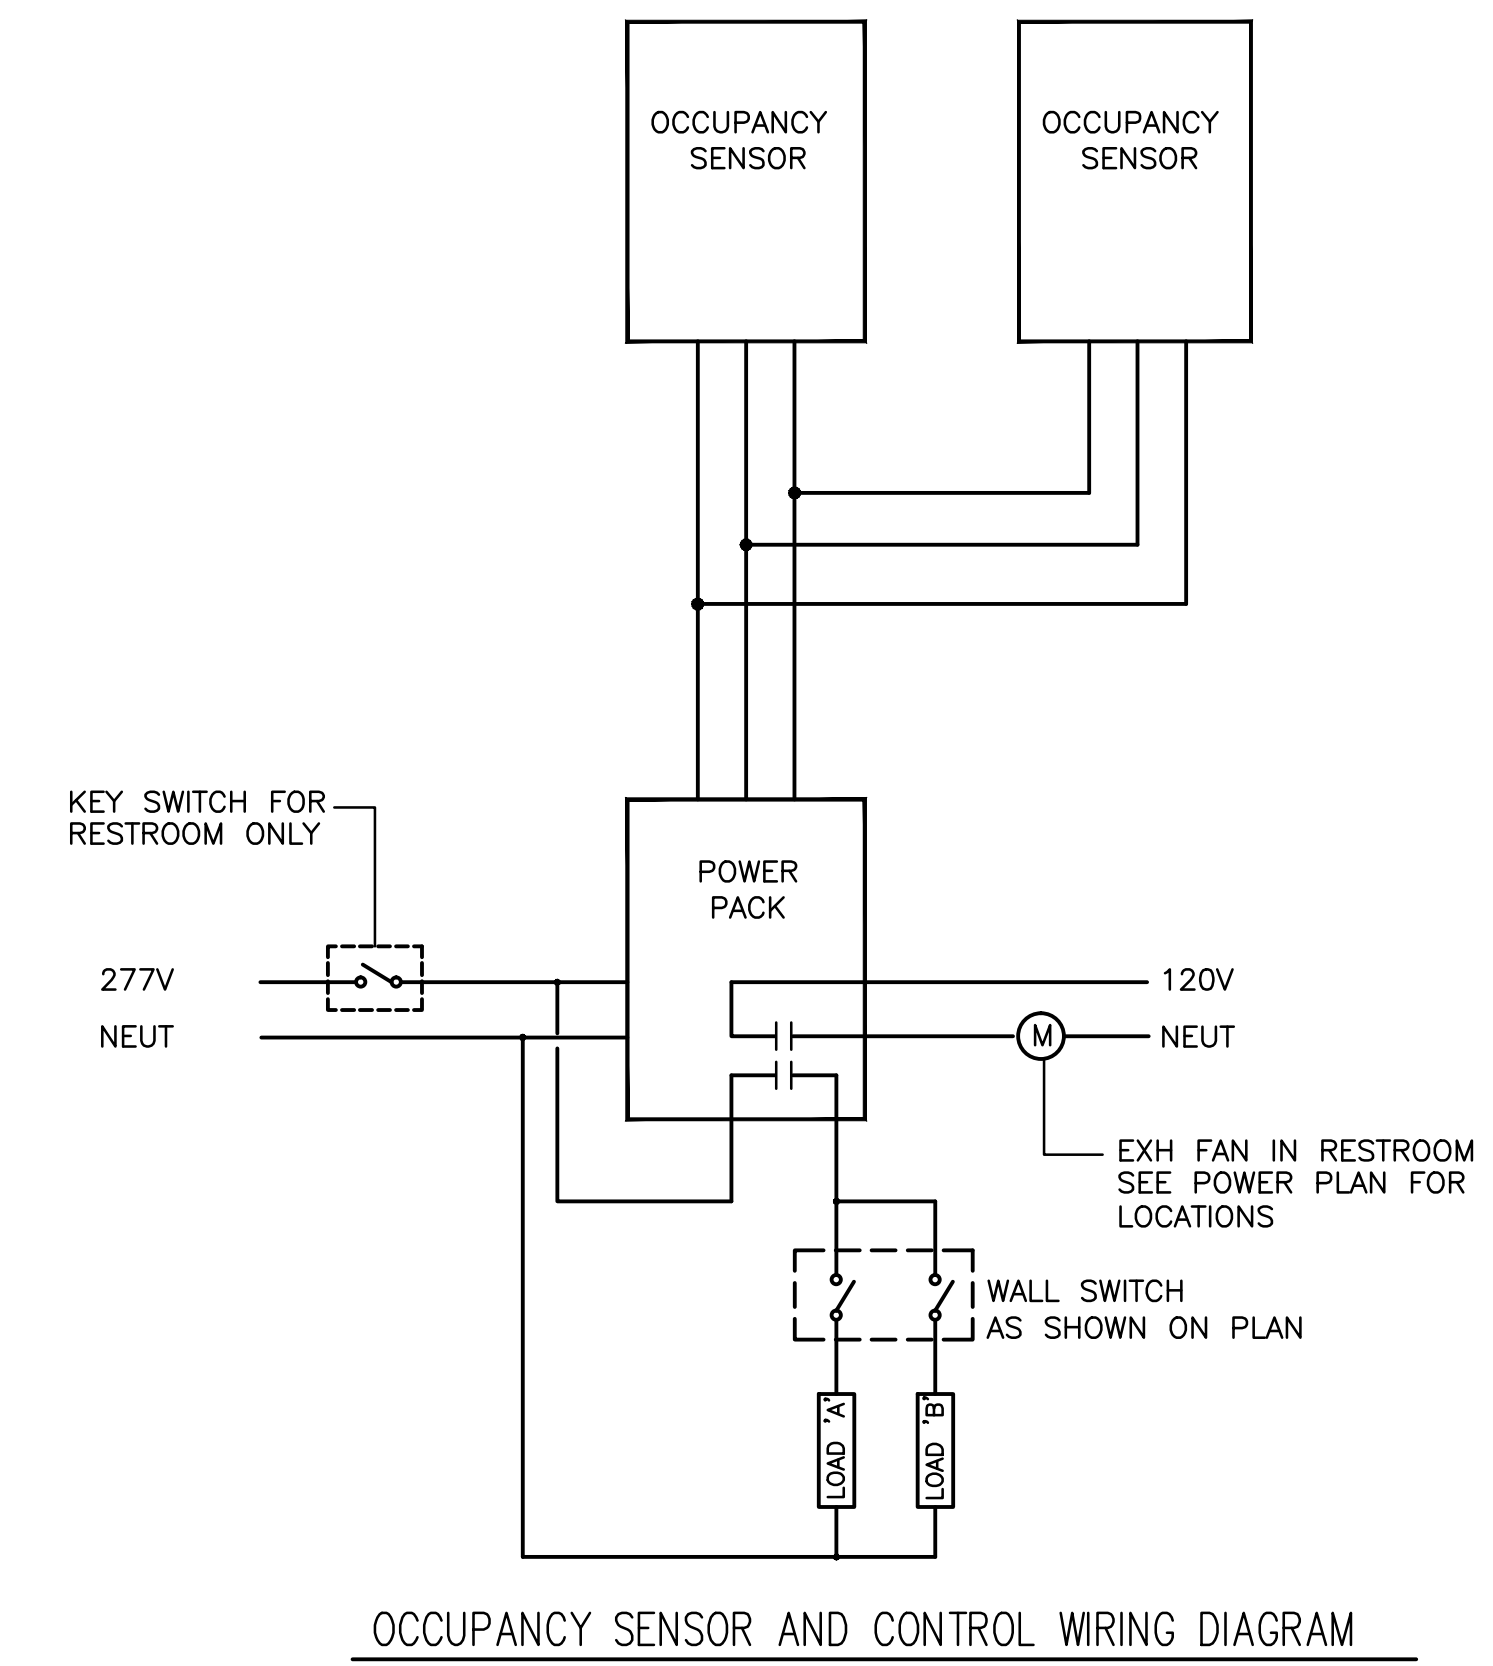 OCCUPANCY
SENSOR
OCCUPANCY
SENSOR
KEY SWITCH FOR
RESTROOM ONLY
POWER
PACK
277V
NEUT
120V
M
NEUT
EXH FAN IN RESTROOM
SEE POWER PLAN FOR
LOCATIONS
WALL SWITCH
AS SHOWN ON PLAN
LOAD 'A'
LOAD 'B'
OCCUPANCY SENSOR AND CONTROL WIRING DIAGRAM